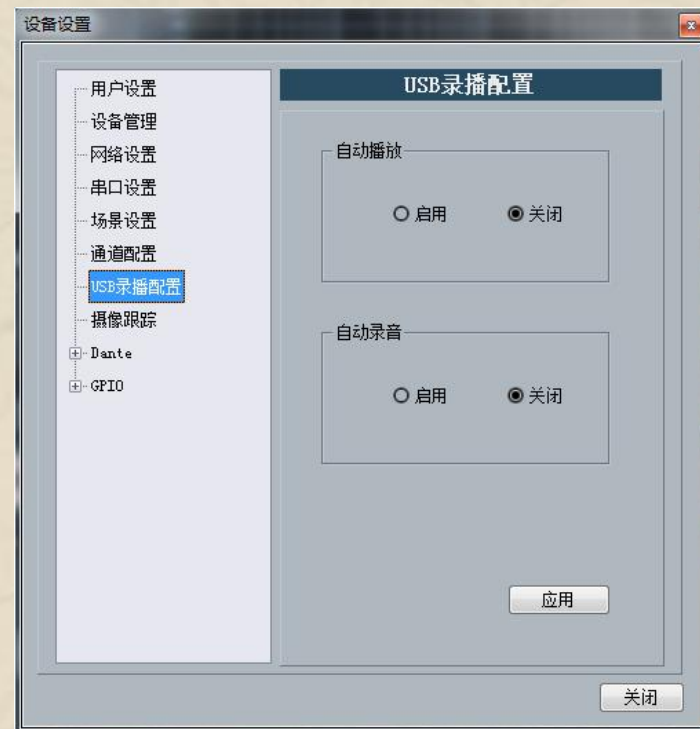 设备设置
用户设置
设备管理
网络设置
串口设置
场景设置
通道配置
USB录播配置
摄像跟踪
Dante
GPIO
USB录播配置
自动播放
启用 关闭
自动录音
启用 关闭
应用
关闭